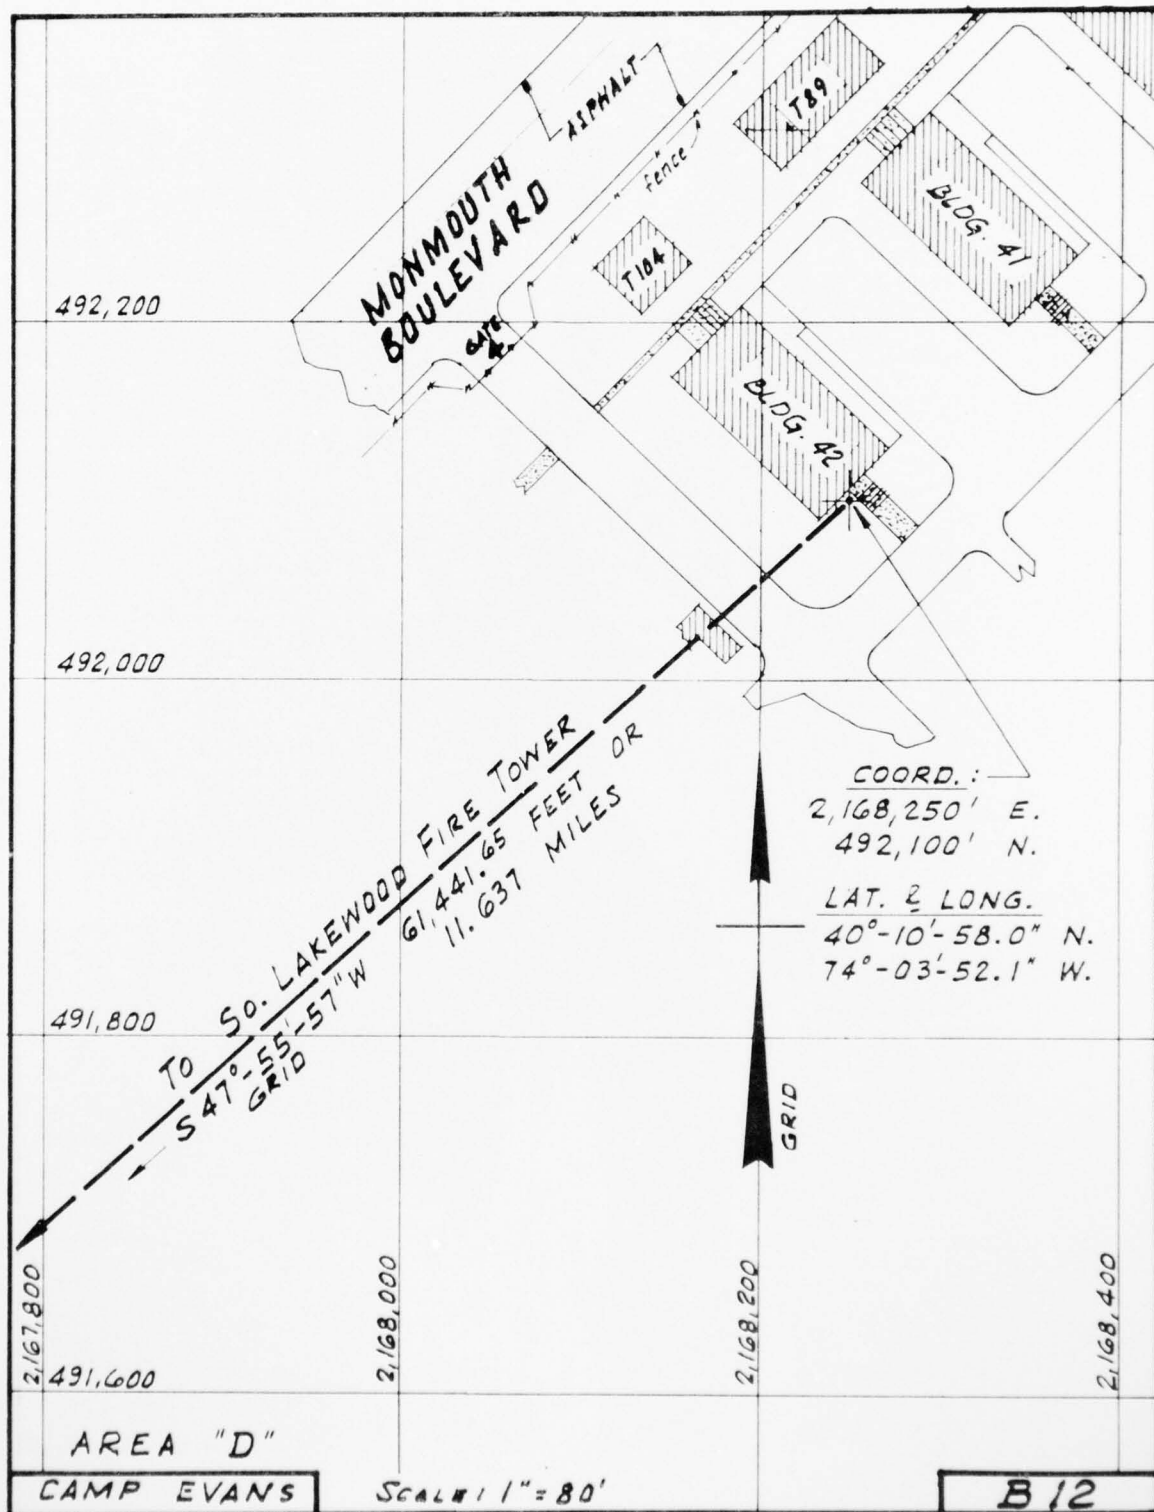 ASPHALT
T89
fence
MONMOUTH
BOULEVARD
BLDG. 41
T104
492,200
GATE
BLDG. 42
492,000
COORD.:
2,168,250' E.
492,100' N.
LAT. & LONG.
40°-10'-58.0" N.
74°-03'-52.1" W.
TO So. LAKEWOOD FIRE TOWER
S 47°-55'-57" W 61,441.65 FEET OR
GRID 11.637 MILES
491,800
GRID
2,167,800
2,168,000
2,168,200
2,168,400
491,600
AREA "D"
CAMP EVANS
SCALE: 1"=80'
B 12